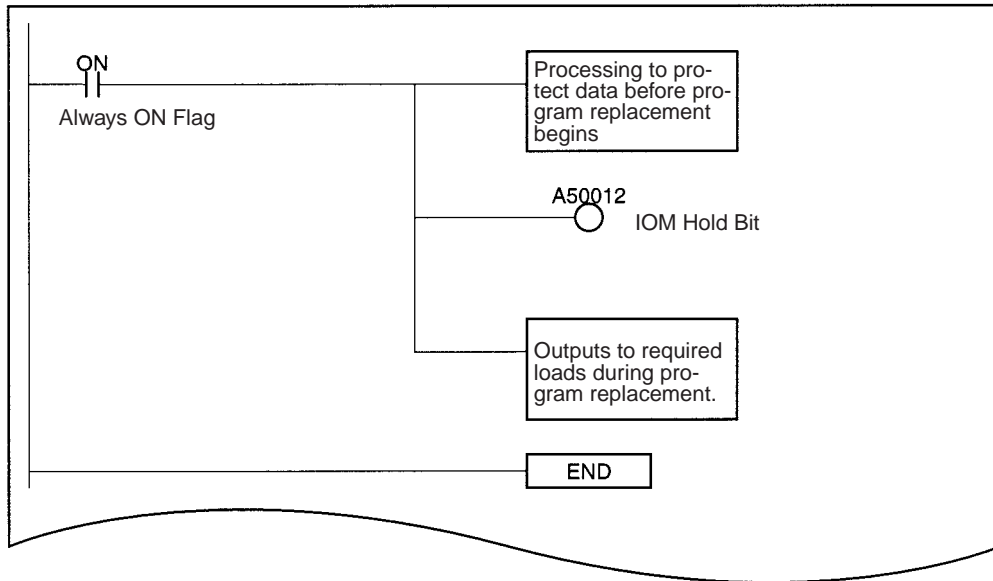 ON
Always ON Flag
Processing to pro-
tect data before pro-
gram replacement
begins
A50012
IOM Hold Bit
Outputs to required
loads during pro-
gram replacement.
END